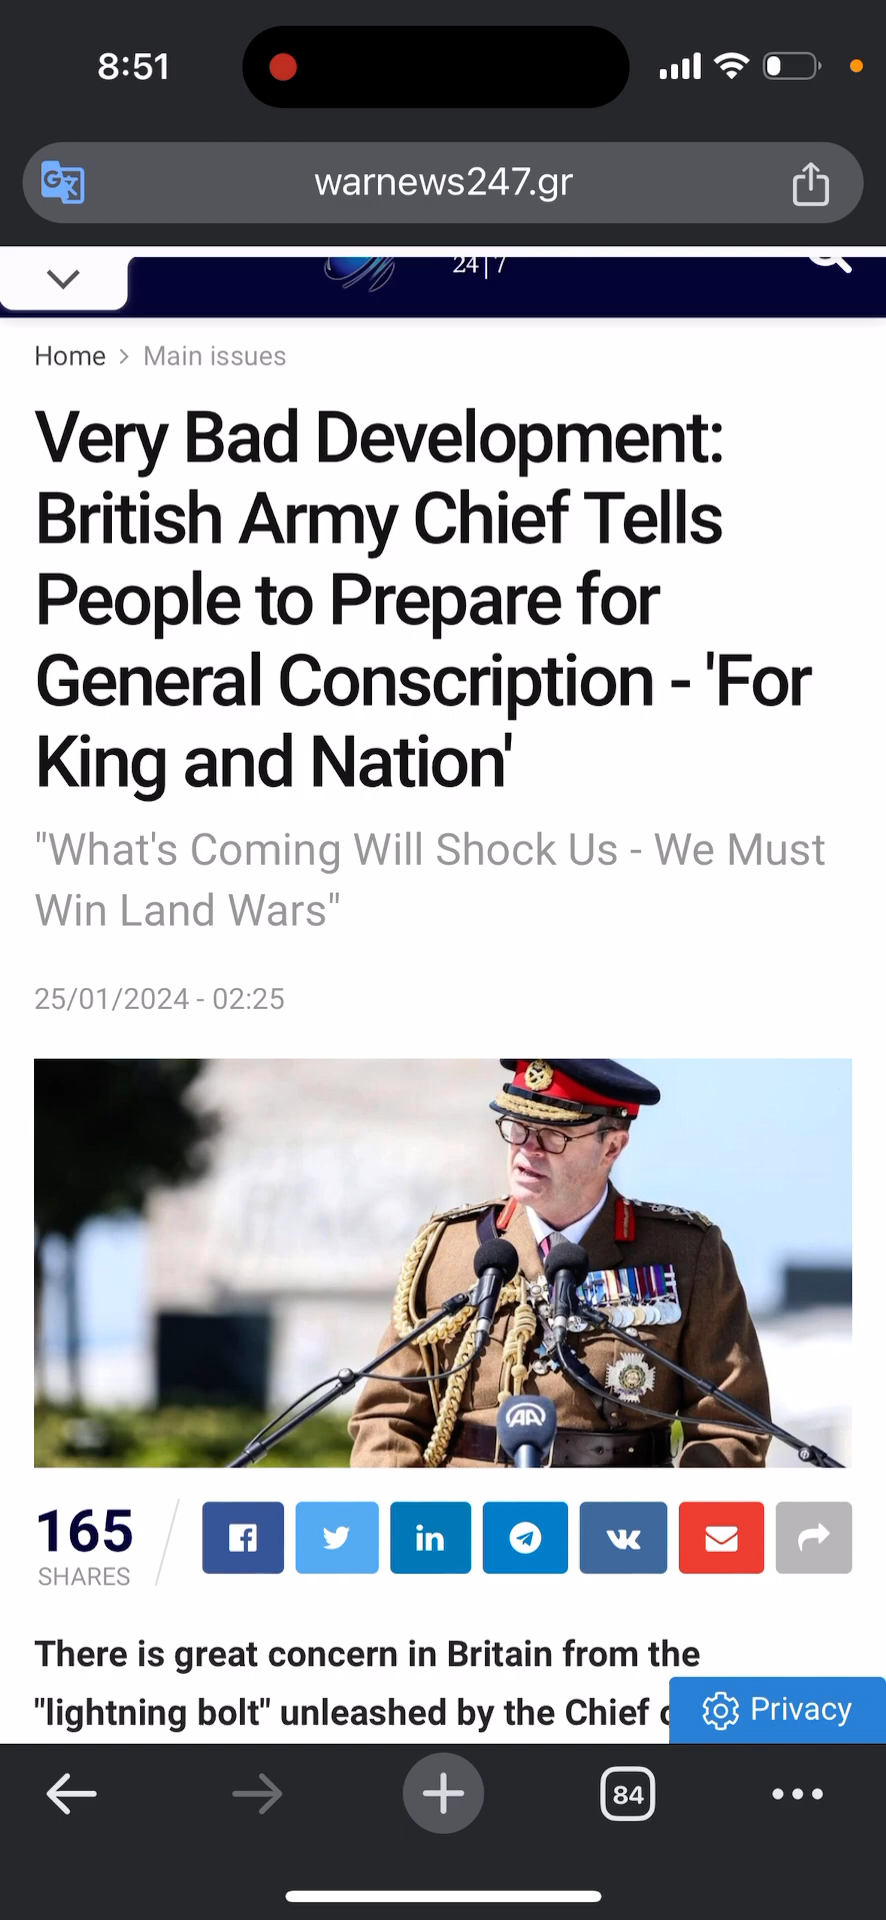 8:51
warnews247.gr
24|7
Home > Main issues
Very Bad Development:
British Army Chief Tells
People to Prepare for
General Conscription - 'For
King and Nation'
"What's Coming Will Shock Us - We Must
Win Land Wars"
25/01/2024 - 02:25
AA
165
SHARES
There is great concern in Britain from the
"lightning bolt" unleashed by the Chief
Privacy
84